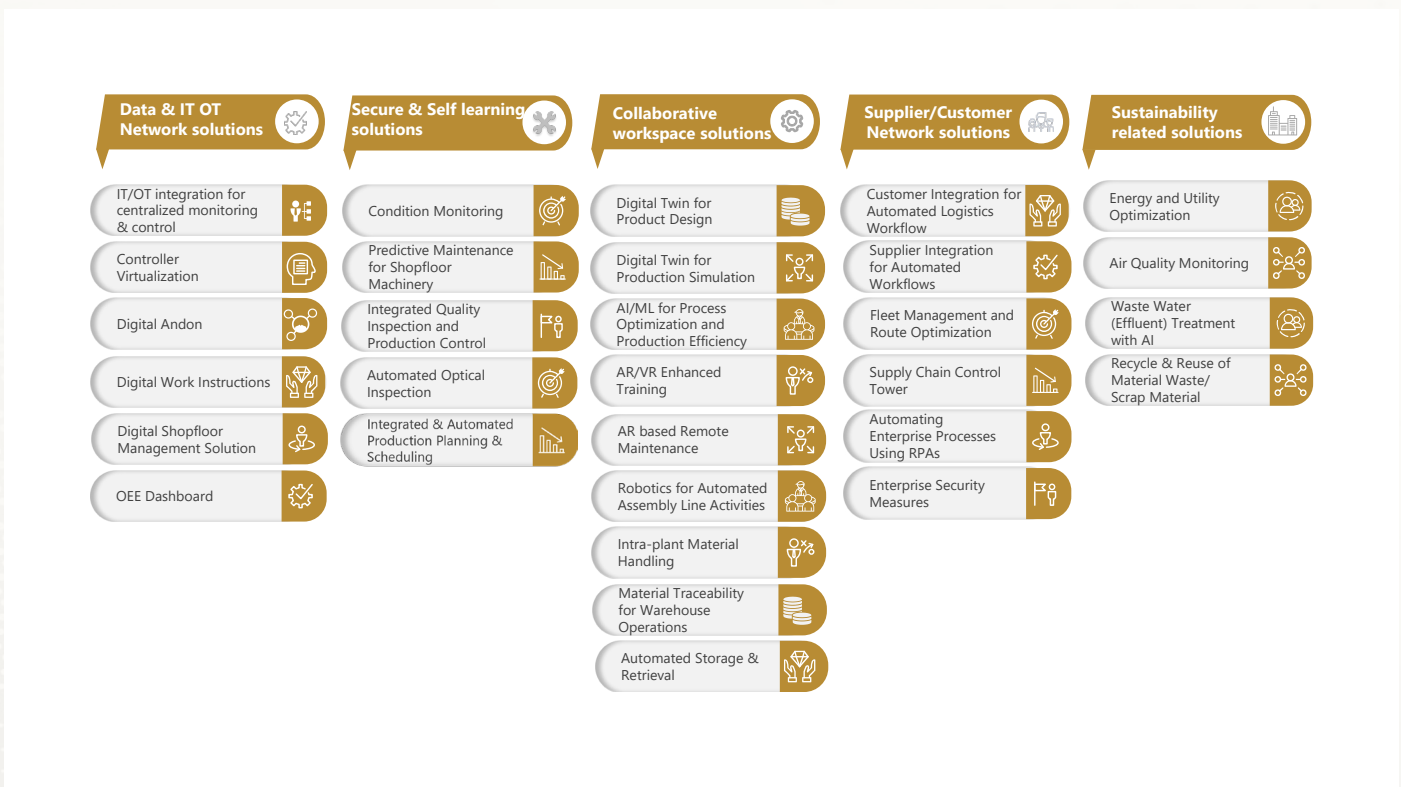 Data & IT OT
Network solutions
IT/OT integration for
centralized monitoring
& control
Controller
Virtualization
Digital Andon
Digital Work Instructions
Digital Shopfloor
Management Solution
OEE Dashboard
Secure & Self learning
solutions
Condition Monitoring
Predictive Maintenance
for Shopfloor
Machinery
Integrated Quality
Inspection and
Production Control
Automated Optical
Inspection
Integrated & Automated
Production Planning &
Scheduling
Collaborative
workspace solutions
Digital Twin for
Product Design
Digital Twin for
Production Simulation
AI/ML for Process
Optimization and
Production Efficiency
AR/VR Enhanced
Training
AR based Remote
Maintenance
Robotics for Automated
Assembly Line Activities
Intra-plant Material
Handling
Material Traceability
for Warehouse
Operations
Automated Storage &
Retrieval
Supplier/Customer
Network solutions
Customer Integration for
Automated Logistics
Workflow
Supplier Integration
for Automated
Workflows
Fleet Management and
Route Optimization
Supply Chain Control
Tower
Automating
Enterprise Processes
Using RPAs
Enterprise Security
Measures
Sustainability
related solutions
Energy and Utility
Optimization
Air Quality Monitoring
Waste Water
(Effluent) Treatment
with AI
Recycle & Reuse of
Material Waste/
Scrap Material